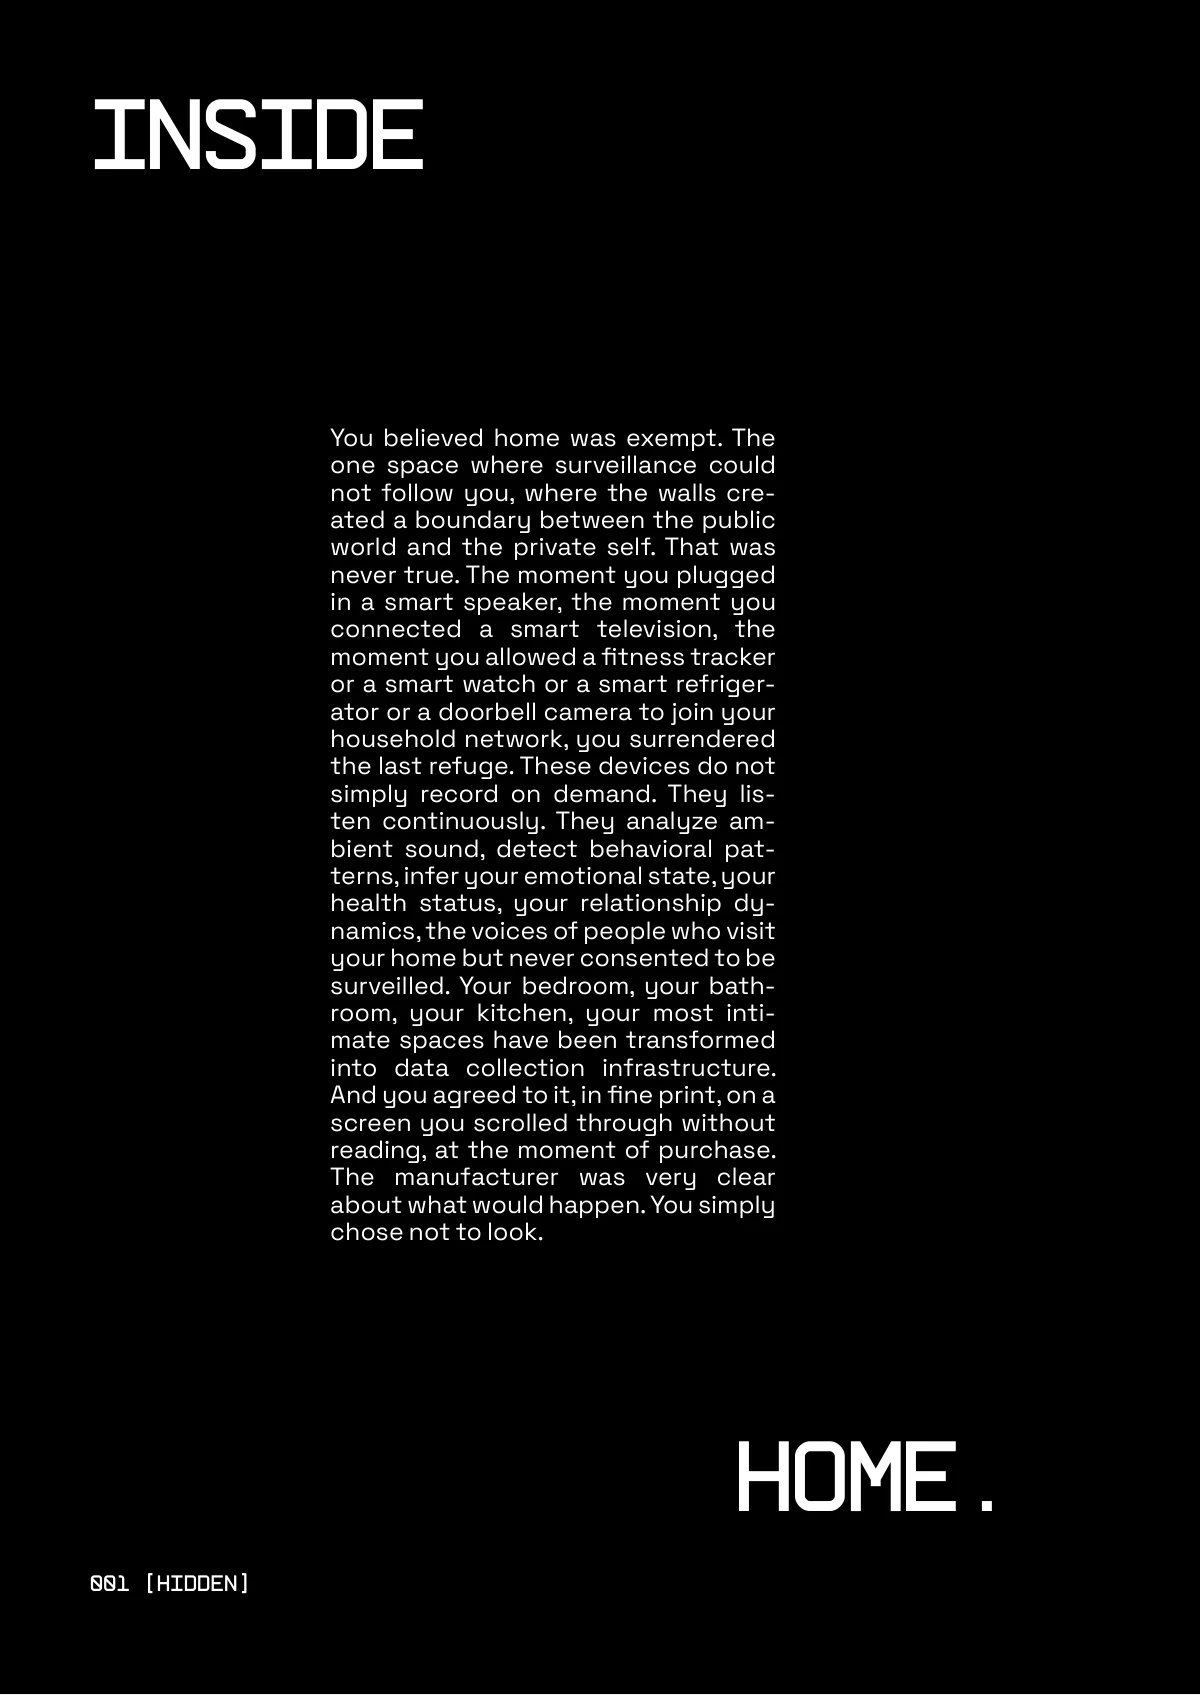 INSIDE
You believed home was exempt. The
one space where surveillance could
not follow you, where the walls cre-
ated a boundary between the public
world and the private self. That was
never true. The moment you plugged
in a smart speaker, the moment you
connected a smart television, the
moment you allowed a fitness tracker
or a smart watch or a smart refriger-
ator or a doorbell camera to join your
household network, you surrendered
the last refuge. These devices do not
simply record on demand. They lis-
ten continuously. They analyze am-
bient sound, detect behavioral pat-
terns, infer your emotional state, your
health status, your relationship dy-
namics, the voices of people who visit
your home but never consented to be
surveilled. Your bedroom, your bath-
room, your kitchen, your most inti-
mate spaces have been transformed
into data collection infrastructure.
And you agreed to it, in fine print, on a
screen you scrolled through without
reading, at the moment of purchase.
The manufacturer was very clear
about what would happen. You simply
chose not to look.
HOME.
001 [HIDDEN]